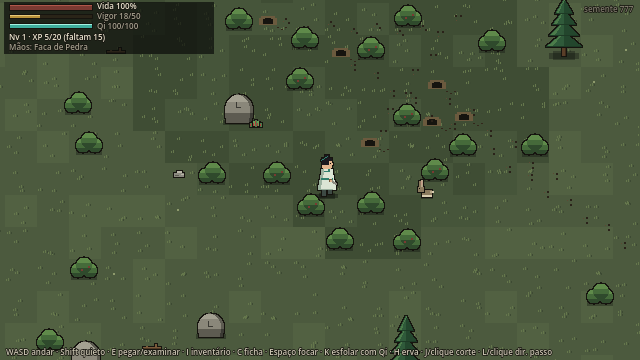 Vida 100%
Vigor 18/50
Qi 100/100
Nv 1 · XP 5/20 (faltam 15)
Mãos: Faca de Pedra
semente 777
WASD andar · Shift quieto · E pegar/examinar · I inventário · C ficha · Espaço focar · K esfolar com Qi · H erva · J/clique corte · L/clique dir. passo